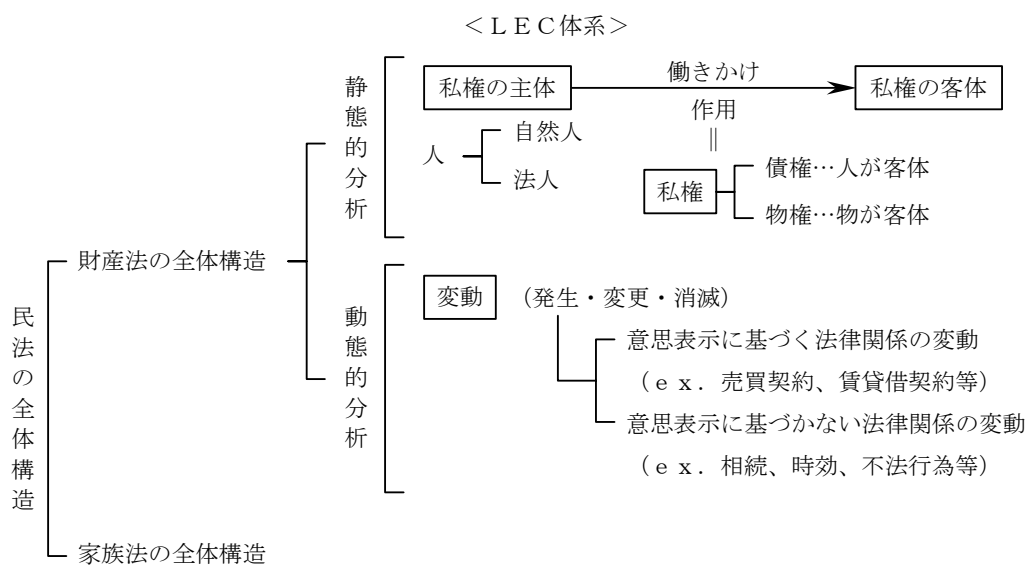 ＜ＬＥＣ体系＞
民法の全体構造
財産法の全体構造
静態的分析
私権の主体
働きかけ
私権の客体
作用
||
人
自然人
法人
私権
債権…人が客体
物権…物が客体
動態的分析
変動
（発生・変更・消滅）
意思表示に基づく法律関係の変動
（ｅｘ．売買契約、賃貸借契約等）
意思表示に基づかない法律関係の変動
（ｅｘ．相続、時効、不法行為等）
家族法の全体構造